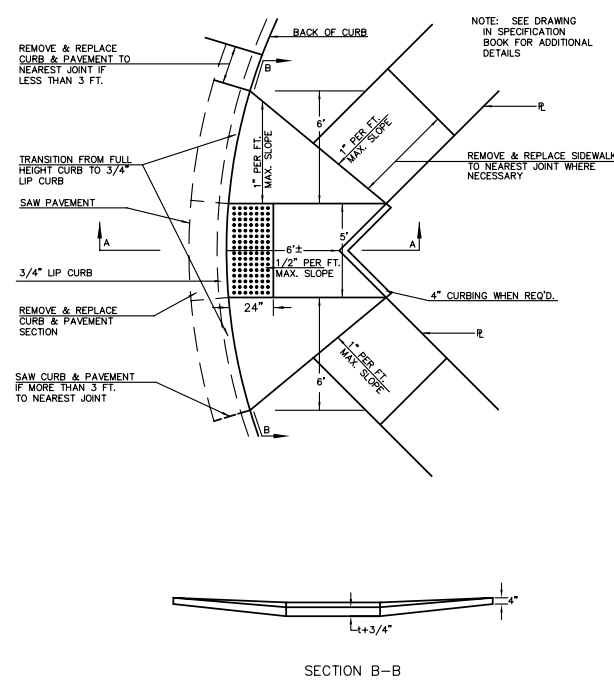 NOTE: SEE DRAWING
IN SPECIFICATION
BOOK FOR ADDITIONAL
DETAILS
BACK OF CURB
REMOVE & REPLACE
CURB & PAVEMENT TO
NEAREST JOINT IF
LESS THAN 3 FT.
B
6'
1" PER FT.
MAX. SLOPE
1" PER FT.
MAX. SLOPE
℄
REMOVE & REPLACE SIDEWALK
TO NEAREST JOINT WHERE
NECESSARY
TRANSITION FROM FULL
HEIGHT CURB TO 3/4"
LIP CURB
SAW PAVEMENT
A
6'±
5'
A
1/2" PER FT.
MAX. SLOPE
3/4" LIP CURB
24"
4" CURBING WHEN REQ'D.
REMOVE & REPLACE
CURB & PAVEMENT
SECTION
℄
1" PER FT.
MAX. SLOPE
6'
SAW CURB & PAVEMENT
IF MORE THAN 3 FT.
TO NEAREST JOINT
B
4"
t+3/4"
SECTION B-B